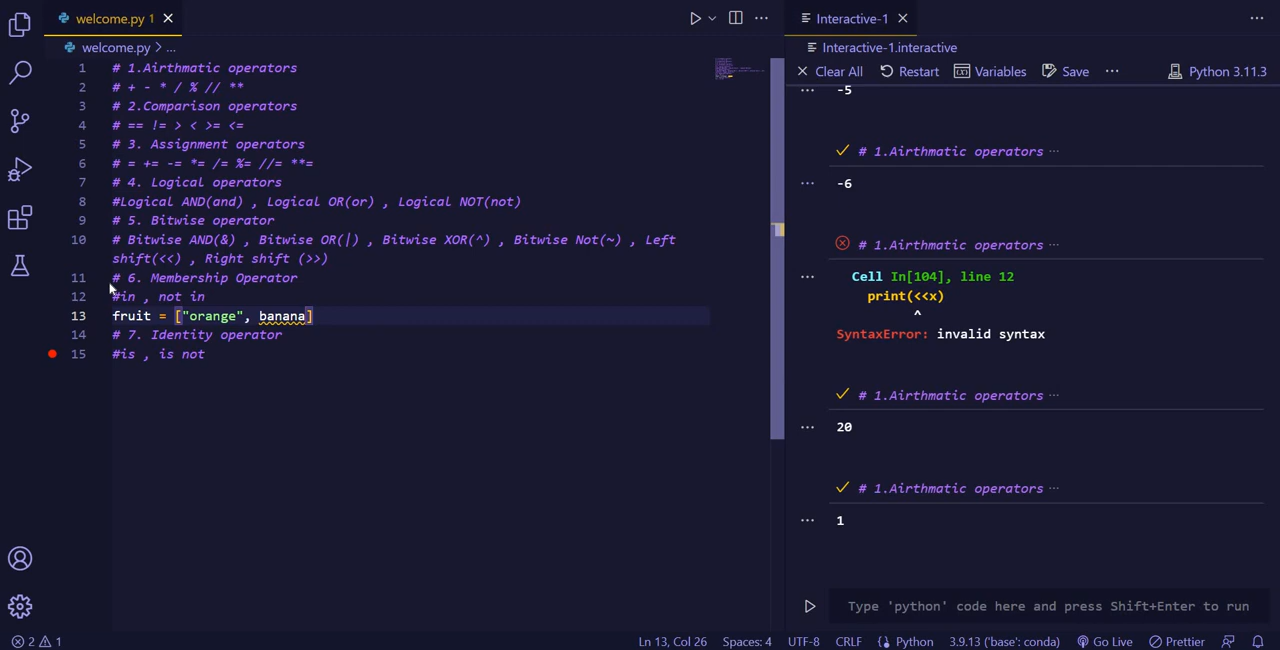 welcome.py 1
Interactive-1
welcome.py > ...
Interactive-1.interactive
Clear All Restart Variables Save ... Python 3.11.3
1 # 1.Airthmatic operators
2 # + - * / % // **
3 # 2.Comparison operators
4 # == != > < >= <=
5 # 3. Assignment operators
6 # = += -= *= /= %= //= **=
7 # 4. Logical operators
8 #Logical AND(and) , Logical OR(or) , Logical NOT(not)
9 # 5. Bitwise operator
10 # Bitwise AND(&) , Bitwise OR(|) , Bitwise XOR(^) , Bitwise Not(~) , Left
shift(<<) , Right shift (>>)
11 # 6. Membership Operator
12 #in , not in
13 fruit = ["orange", banana]
14 # 7. Identity operator
15 #is , is not
-5
# 1.Airthmatic operators ...
-6
# 1.Airthmatic operators ...
Cell In[104], line 12
print(<<x)
^
SyntaxError: invalid syntax
# 1.Airthmatic operators ...
20
# 1.Airthmatic operators ...
1
Type 'python' code here and press Shift+Enter to run
2 1
Ln 13, Col 26 Spaces: 4 UTF-8 CRLF Python 3.9.13 ('base': conda) Go Live Prettier